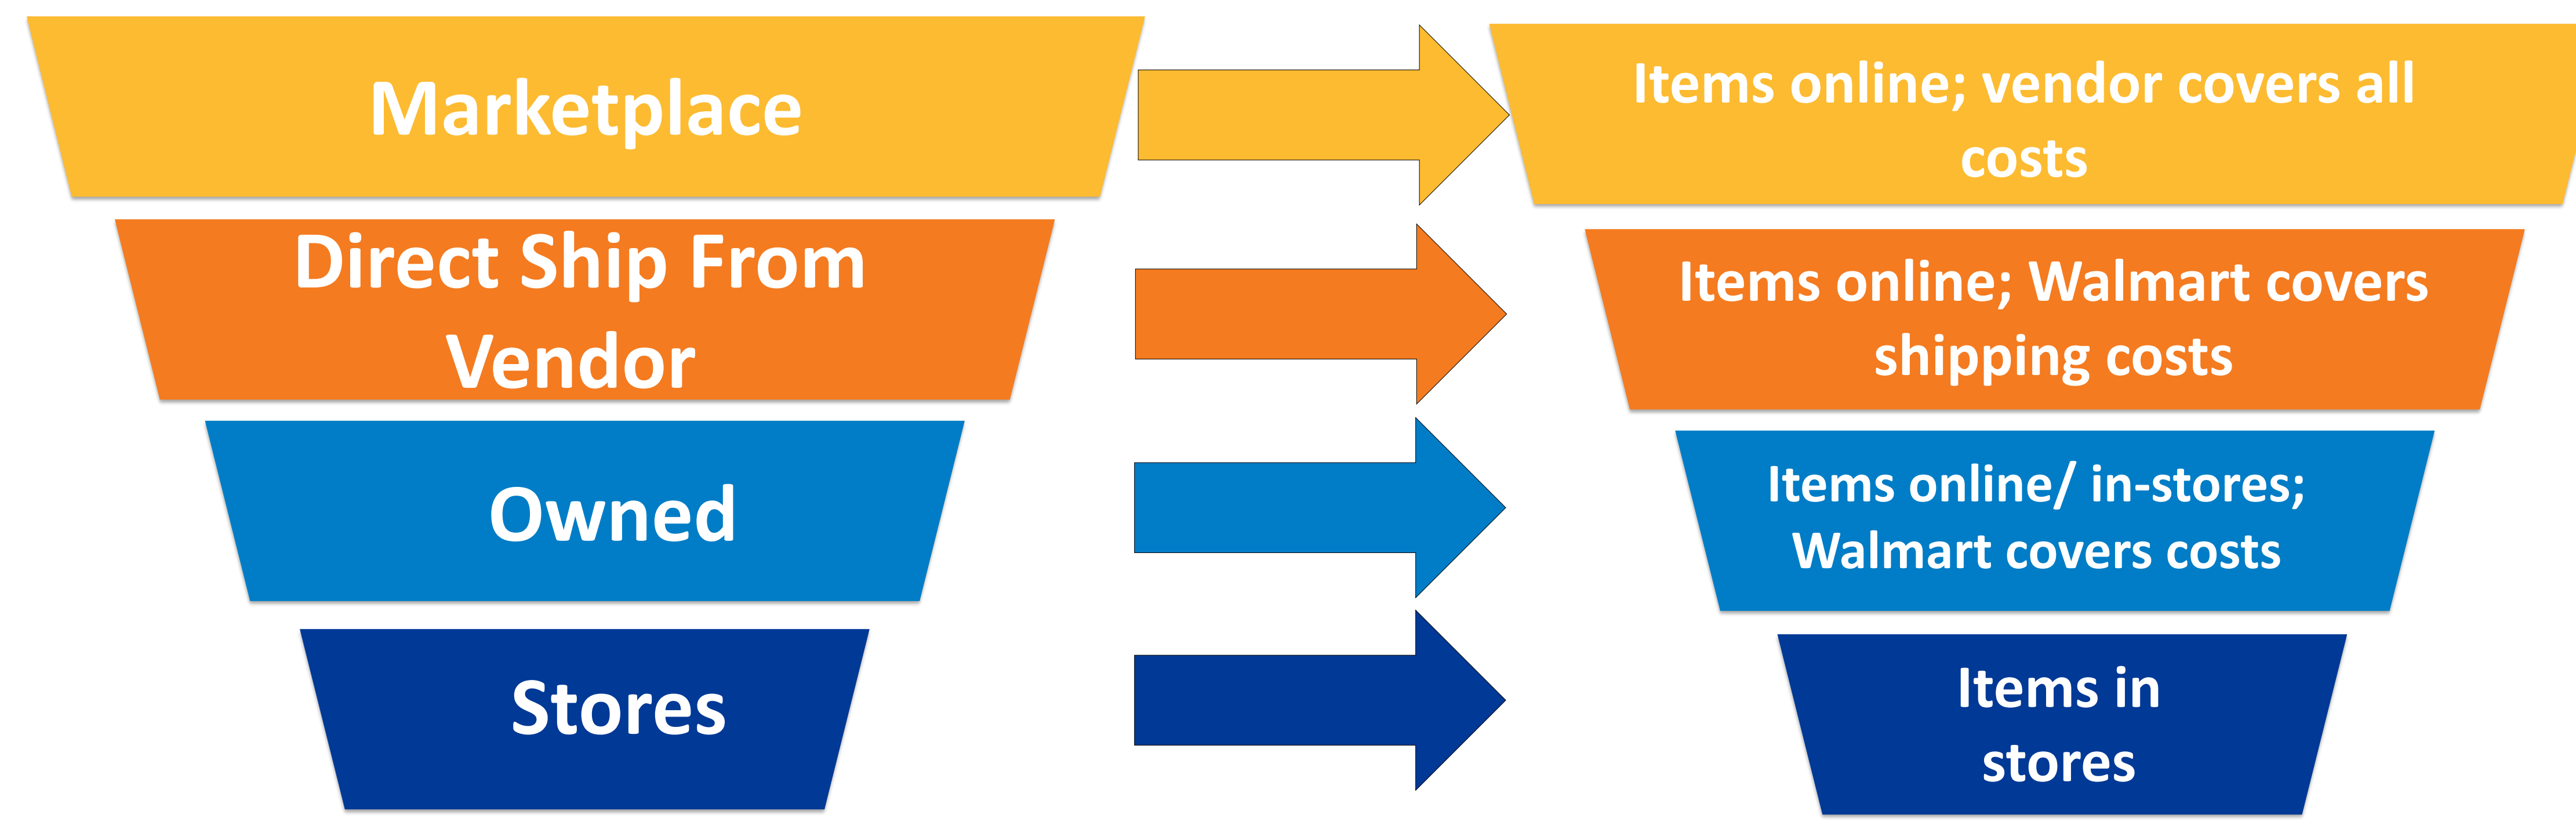 Marketplace
Items online; vendor covers all
costs
Direct Ship From
Vendor
Items online; Walmart covers
shipping costs
Owned
Items online/ in-stores;
Walmart covers costs
Stores
Items in
stores